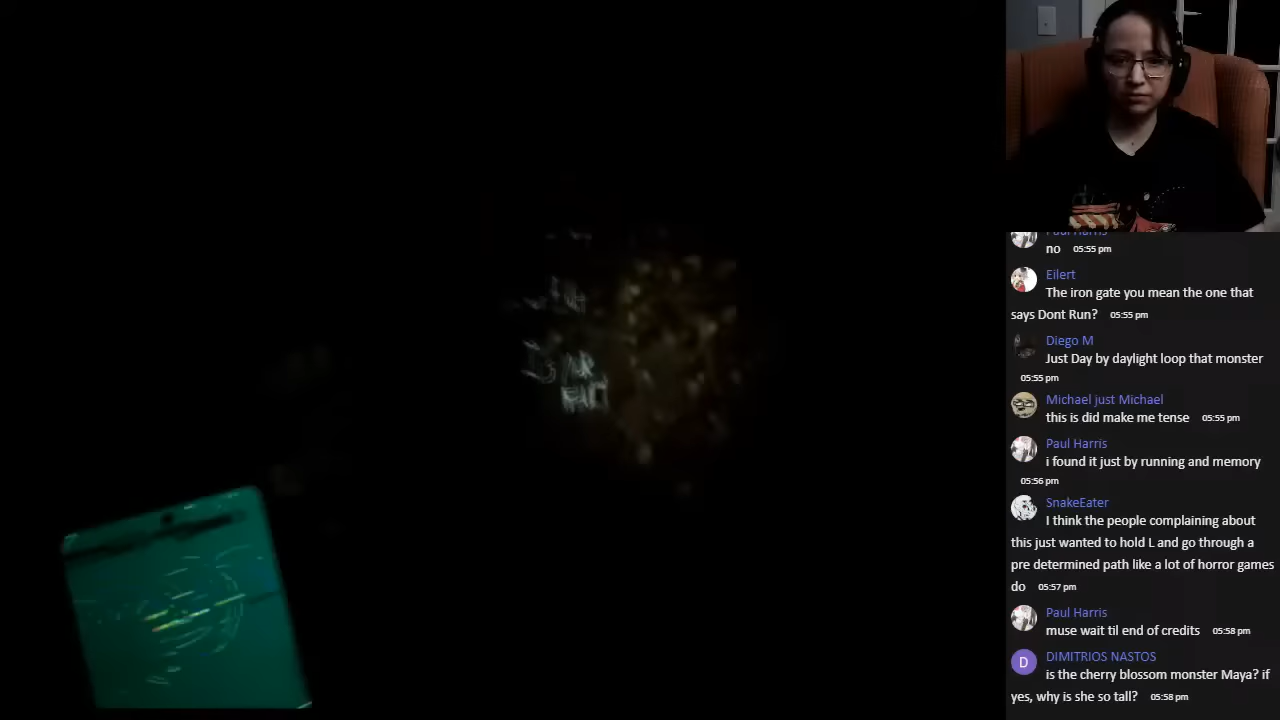 no 05:55 pm
Eilert
The iron gate you mean the one that
says Dont Run? 05:55 pm
Diego M
Just Day by daylight loop that monster
05:55 pm
Michael just Michael
this is did make me tense 05:55 pm
Paul Harris
i found it just by running and memory
05:56 pm
SnakeEater
I think the people complaining about
this just wanted to hold L and go through a
pre determined path like a lot of horror games
do 05:57 pm
Paul Harris
muse wait til end of credits 05:58 pm
D DIMITRIOS NASTOS
is the cherry blossom monster Maya? if
yes, why is she so tall? 05:58 pm